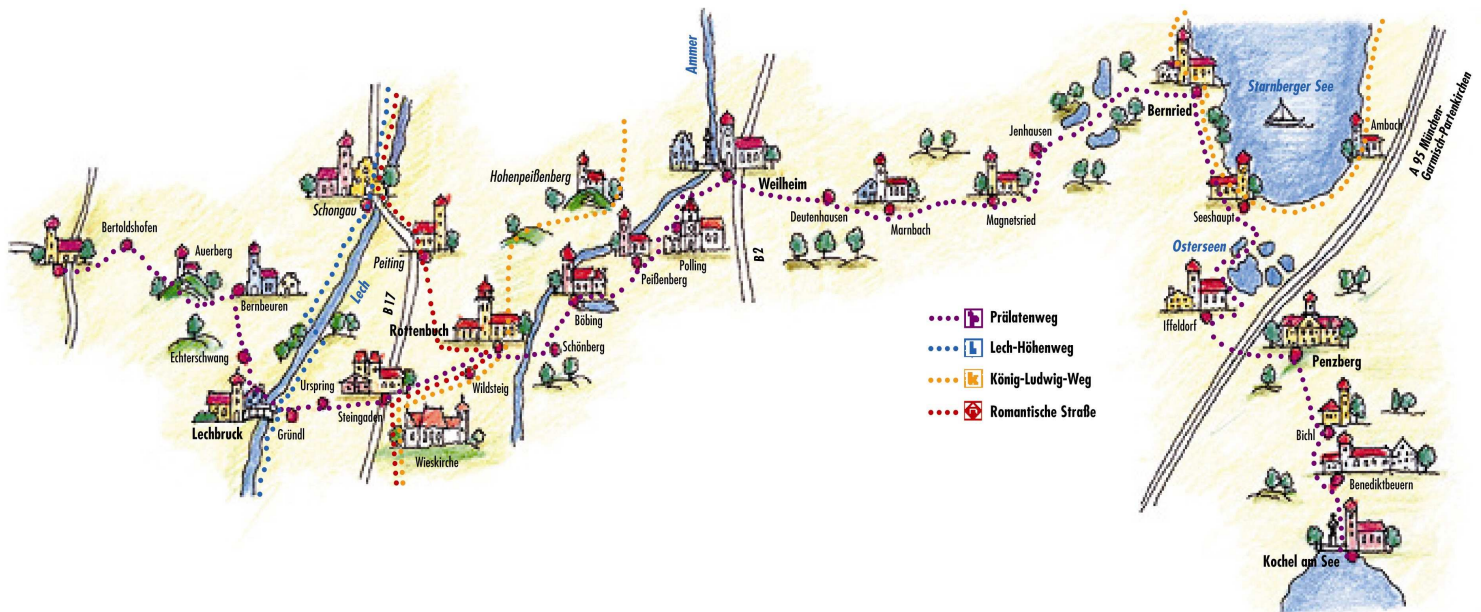 Ammer
Starnberger See
Bernried
Ambach
A 95 München-
Garmisch-Partenkirchen
Jenhausen
Hohenpeißenberg
Weilheim
Deutenhausen
Marnbach
Magnetsried
Seeshaupt
Schongau
Bertoldshofen
Auerberg
Peiting
Polling
Peißenberg
B2
Osterseen
Bernbeuren
Lech
B17
Böbing
Iffeldorf
Rottenbuch
Schönberg
Echterschwang
Urspring
Wildsteig
Penzberg
Steingaden
Lechbruck
Gründl
Wieskirche
Bichl
Benediktbeuern
Kochel am See
Prälatenweg
L Lech-Höhenweg
k König-Ludwig-Weg
Romantische Straße